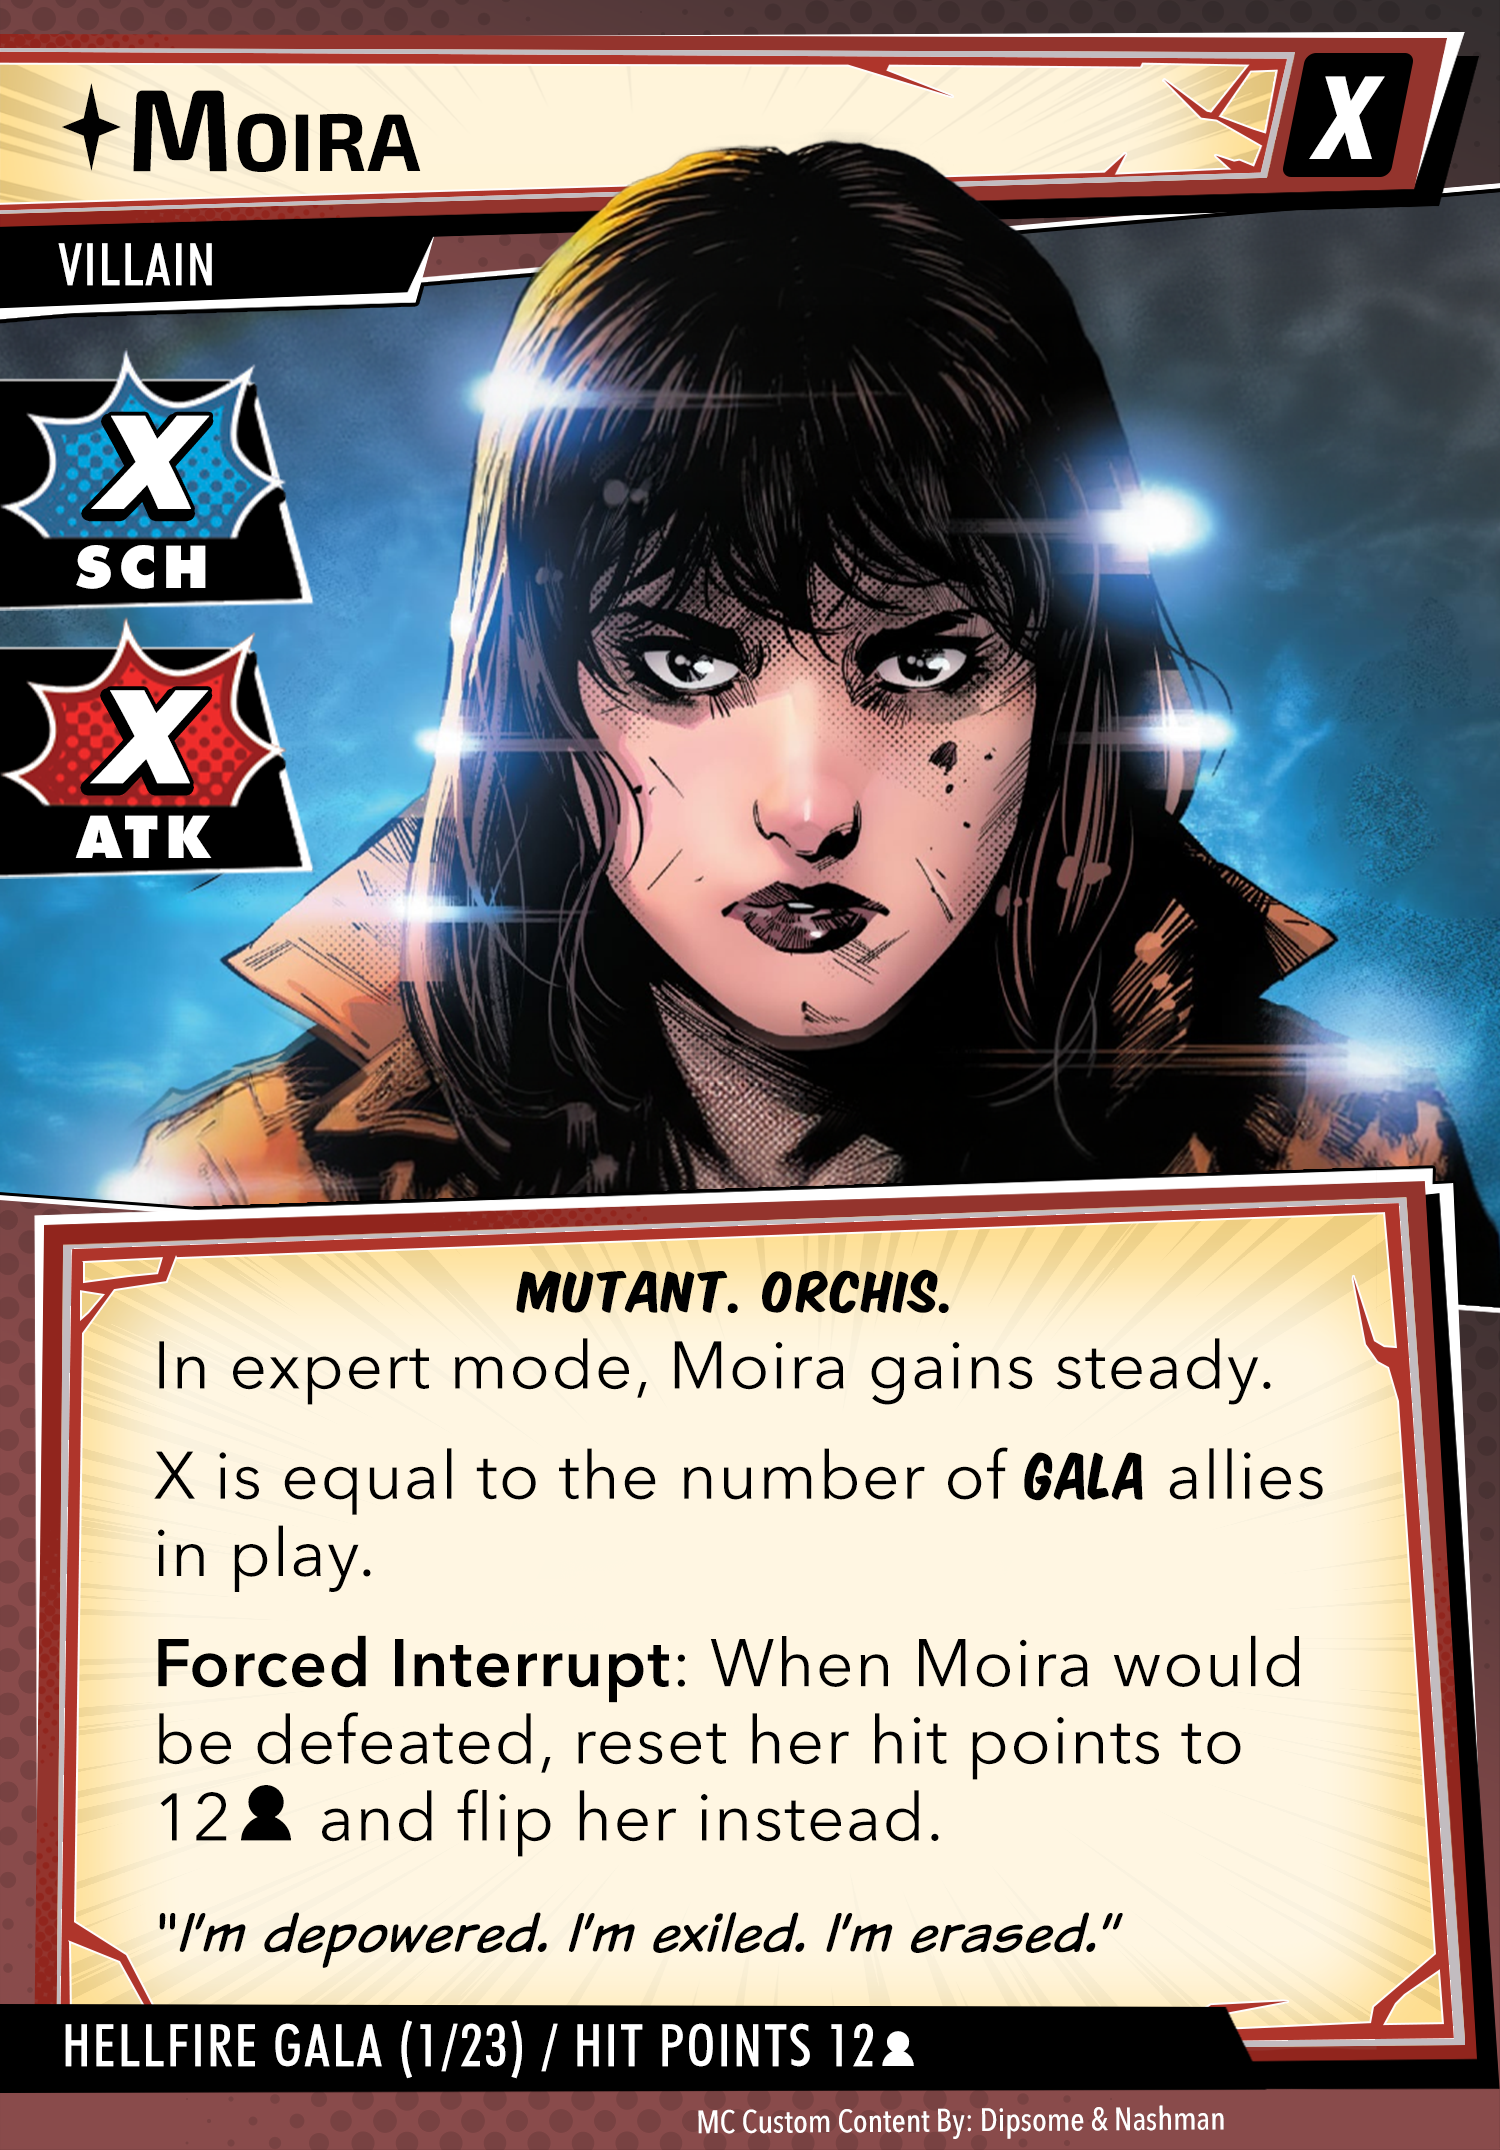 MOIRA
X
VILLAIN
X
SCH
X
ATK
MUTANT. ORCHIS.
In expert mode, Moira gains steady.
X is equal to the number of GALA allies
in play.
Forced Interrupt: When Moira would
be defeated, reset her hit points to
12 and flip her instead.
"I'm depowered. I'm exiled. I'm erased."
HELLFIRE GALA (1/23) / HIT POINTS 12
MC Custom Content By: Dipsome & Nashman